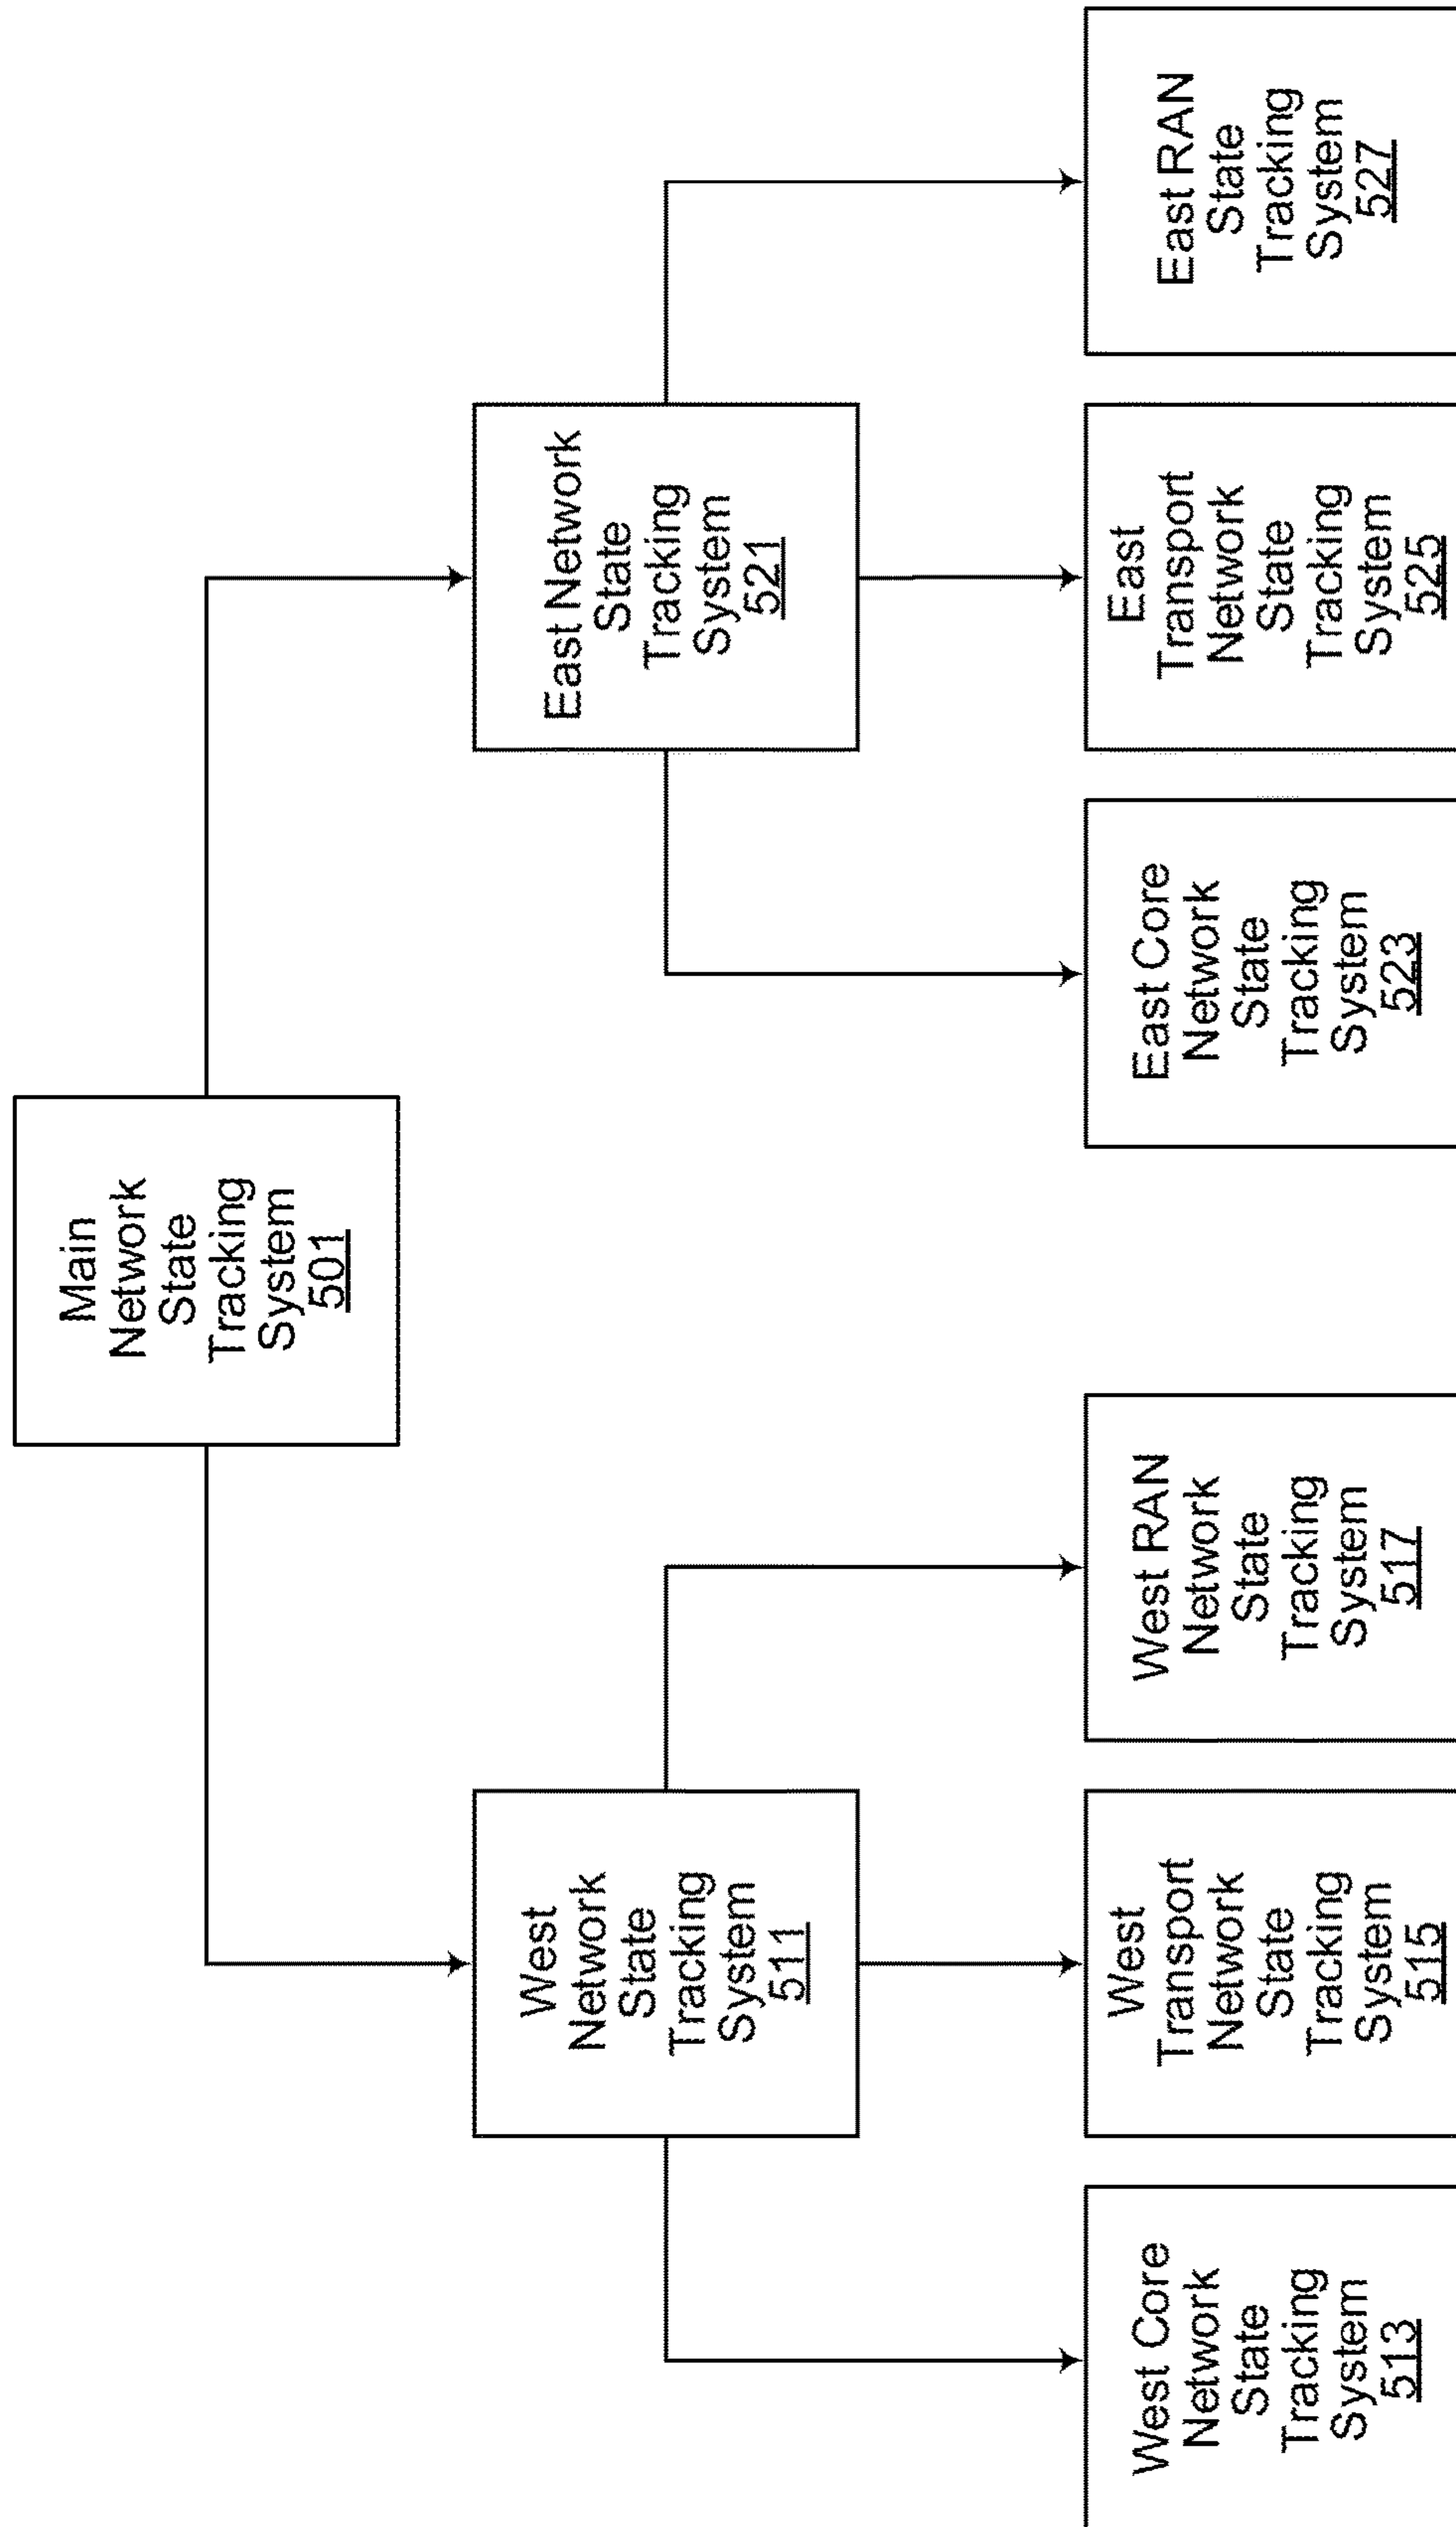 Main
Network
State
Tracking
System
501
West
Network
State
Tracking
System
511
East Network
State
Tracking
System
521
West Core
Network
State
Tracking
System
513
West
Transport
Network
State
Tracking
System
515
West RAN
Network
State
Tracking
System
517
East Core
Network
State
Tracking
System
523
East
Transport
Network
State
Tracking
System
525
East RAN
State
Tracking
System
527